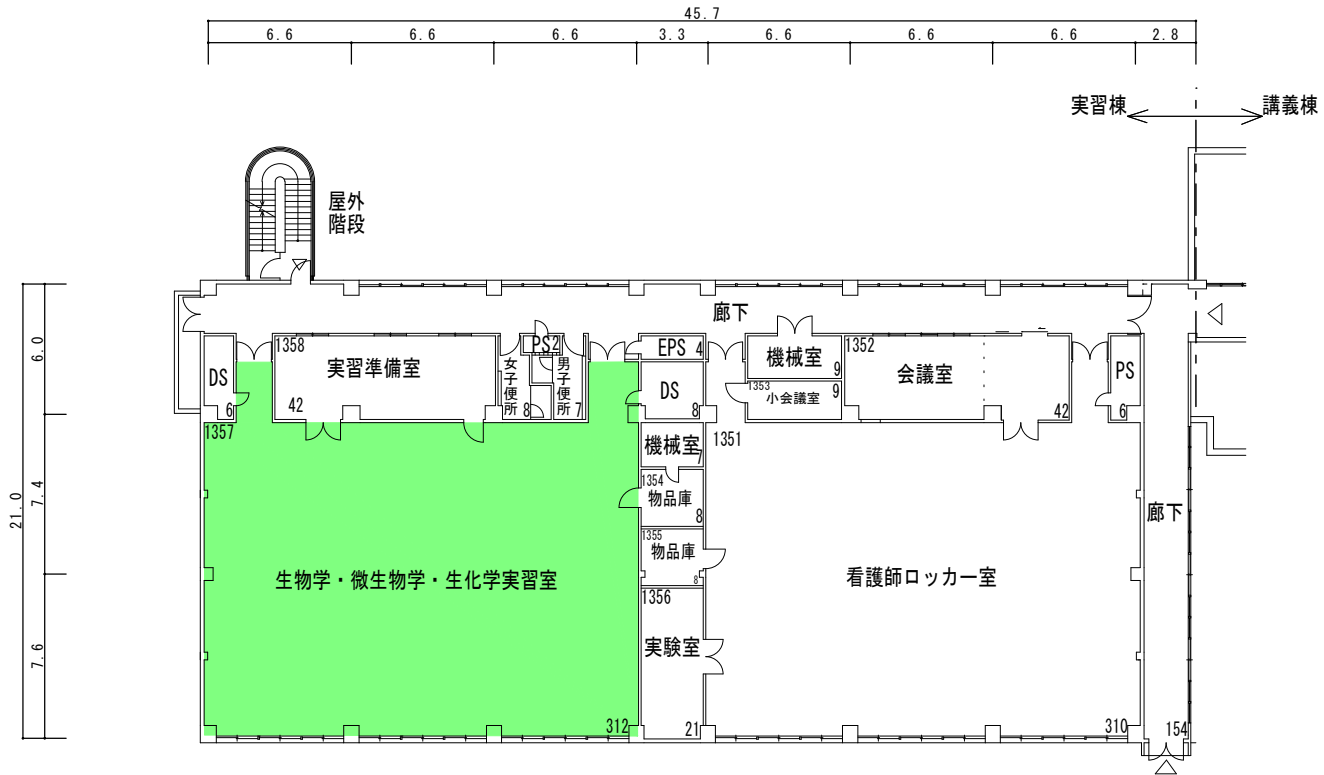 45.7
6.6
6.6
6.6
3.3
6.6
6.6
6.6
2.8
実習棟
講義棟
屋外
階段
廊下
6.0
7.4
7.6
21.0
DS
6
1358
実習準備室
42
女子便所
8
PS2
男子便所
7
EPS 4
DS
8
機械室
9
1353
小会議室
9
1352
会議室
42
PS
6
1357
生物学・微生物学・生化学実習室
312
機械室
7
1354
物品庫
8
1355
物品庫
8
1356
実験室
21
1351
看護師ロッカー室
310
廊下
154